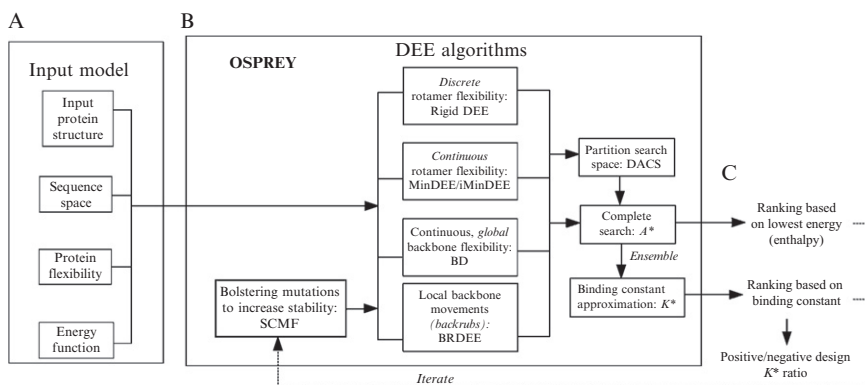 A
B
Input model
Input
protein
structure
Sequence
space
Protein
flexibility
Energy
function
OSPREY
DEE algorithms
Discrete
rotamer flexibility:
Rigid DEE
Continuous
rotamer flexibility:
MinDEE/iMinDEE
Continuous, global
backbone flexibility:
BD
Local backbone
movements
(backrubs):
BRDEE
Bolstering mutations
to increase stability:
SCMF
Partition search
space: DACS
Complete
search: A*
Ensemble
Binding constant
approximation: K*
Iterate
C
Ranking based
on lowest energy
(enthalpy)
Ranking based on
binding constant
Positive/negative design
K* ratio